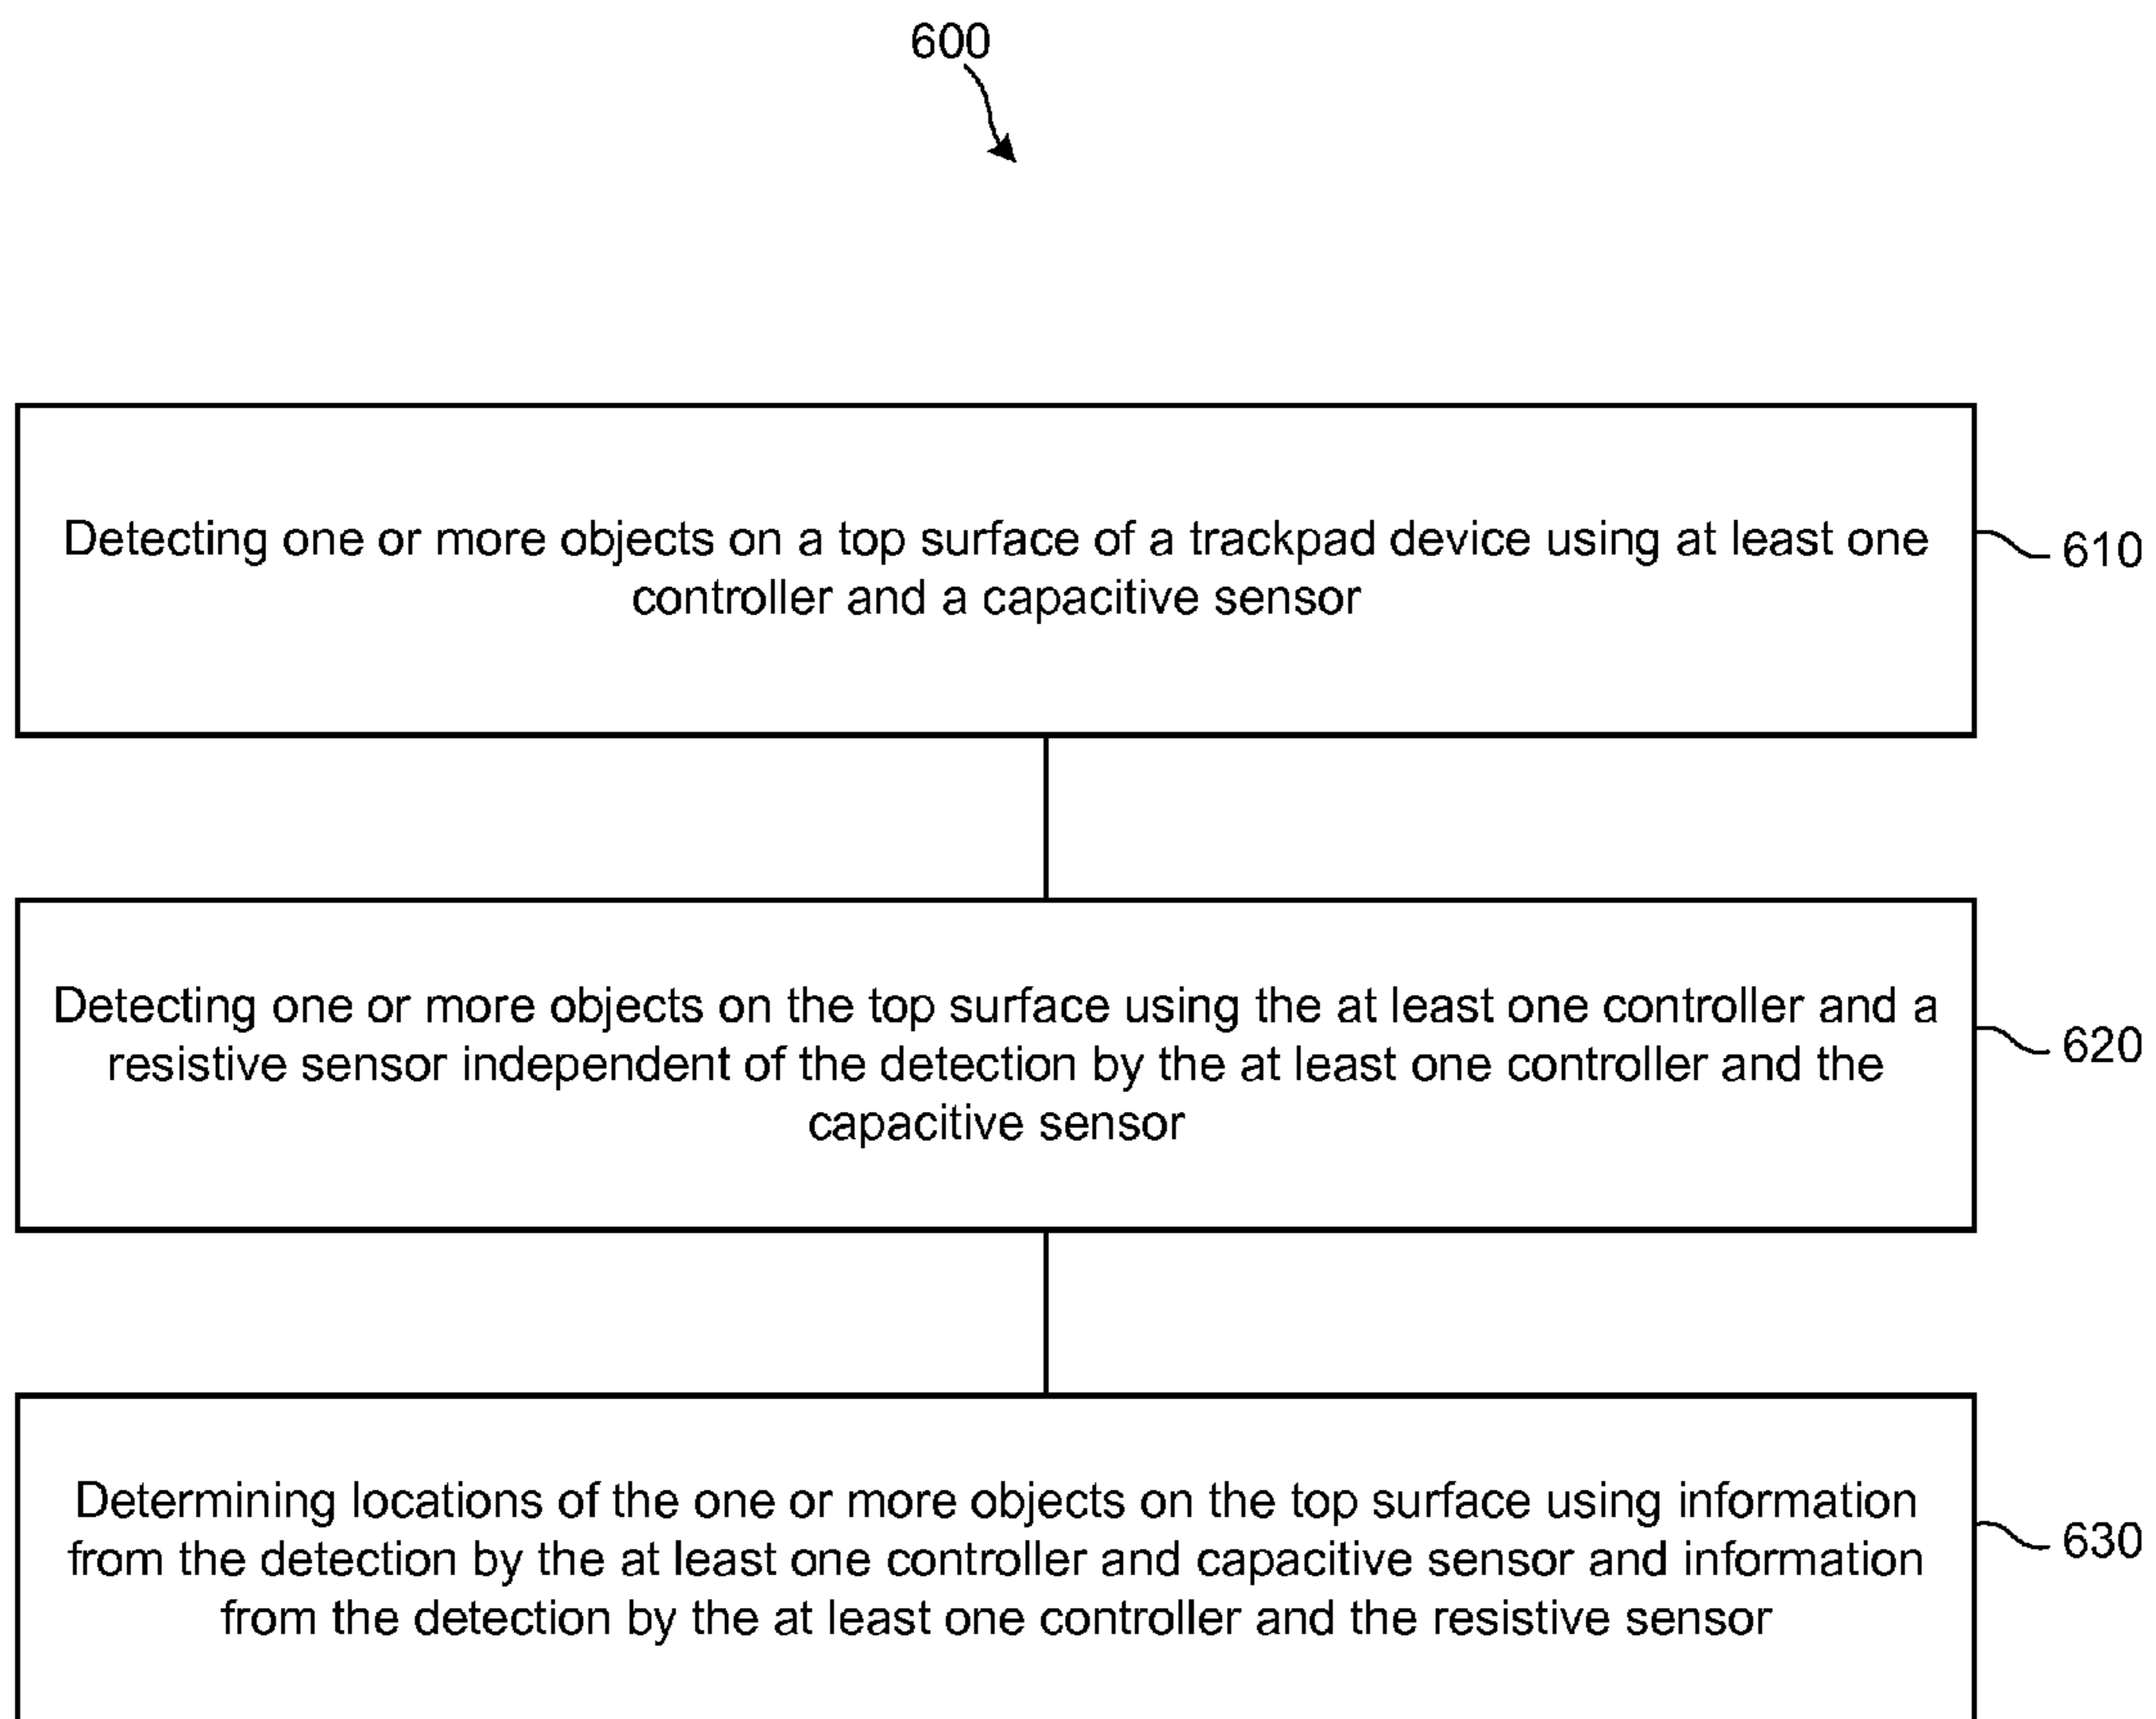 600
Detecting one or more objects on a top surface of a trackpad device using at least one
controller and a capacitive sensor
610
Detecting one or more objects on the top surface using the at least one controller and a
resistive sensor independent of the detection by the at least one controller and the
capacitive sensor
620
Determining locations of the one or more objects on the top surface using information
from the detection by the at least one controller and capacitive sensor and information
from the detection by the at least one controller and the resistive sensor
630